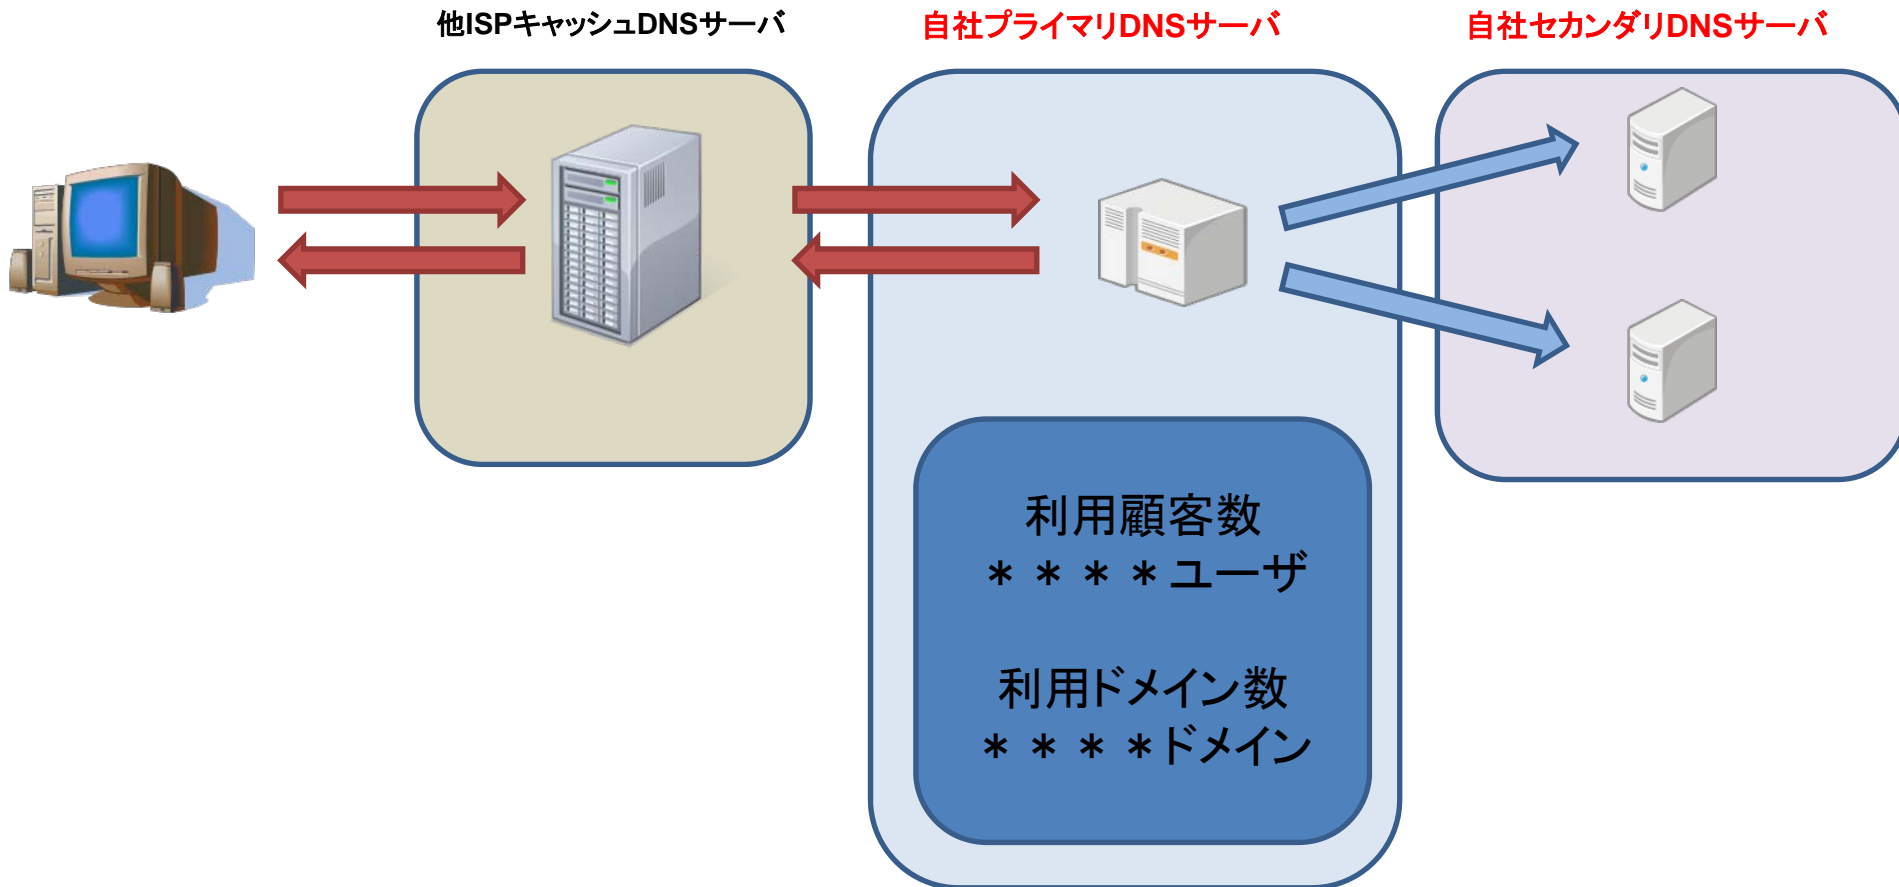 他ISPキャッシュDNSサーバ
自社プライマリDNSサーバ
自社セカンダリDNSサーバ
利用顧客数
＊＊＊＊ユーザ
利用ドメイン数
＊＊＊＊ドメイン